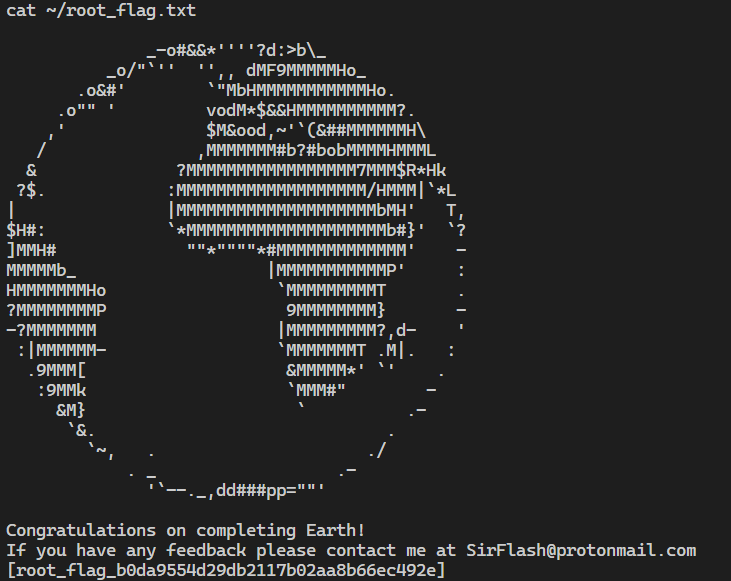 cat ~/root_flag.txt

              _-o#&&*''''?d:>b\_
          _o/"`''  '',, dMF9MMMMMHo_
       .o&#'        `"MbHMMMMMMMMMMMHo.
     .o"" '         vodM*$&&HMMMMMMMMMM?.
    ,'              $M&ood,~'`(&##MMMMMMH\
   /               ,MMMMMMM#b?#bobMMMMHMMML
  &              ?MMMMMMMMMMMMMMMMM7MMM$R*Hk
 ?$.            :MMMMMMMMMMMMMMMMMMM/HMMM|`*L
|               |MMMMMMMMMMMMMMMMMMMMbMH'   T,
$H#:            `*MMMMMMMMMMMMMMMMMMMMb#}'  `?
]MMH#             ""*""""*#MMMMMMMMMMMMM'    -
MMMMMb_                   |MMMMMMMMMMMP'     :
HMMMMMMMHo                 `MMMMMMMMMT       .
?MMMMMMMMP                  9MMMMMMMM}       -
-?MMMMMMM                  |MMMMMMMMM?,d-    '
 :|MMMMMM-                 `MMMMMMMT .M|.   :
  .9MMM[                    &MMMMM*' `'    .
   :9MMk                    `MMM#"        -
     &M}                     `          .-
      `&.                             .
        `~,   .                     ./
            . _                  .-
              '`--._,dd###pp=""'

Congratulations on completing Earth!
If you have any feedback please contact me at SirFlash@protonmail.com
[root_flag_b0da9554d29db2117b02aa8b66ec492e]